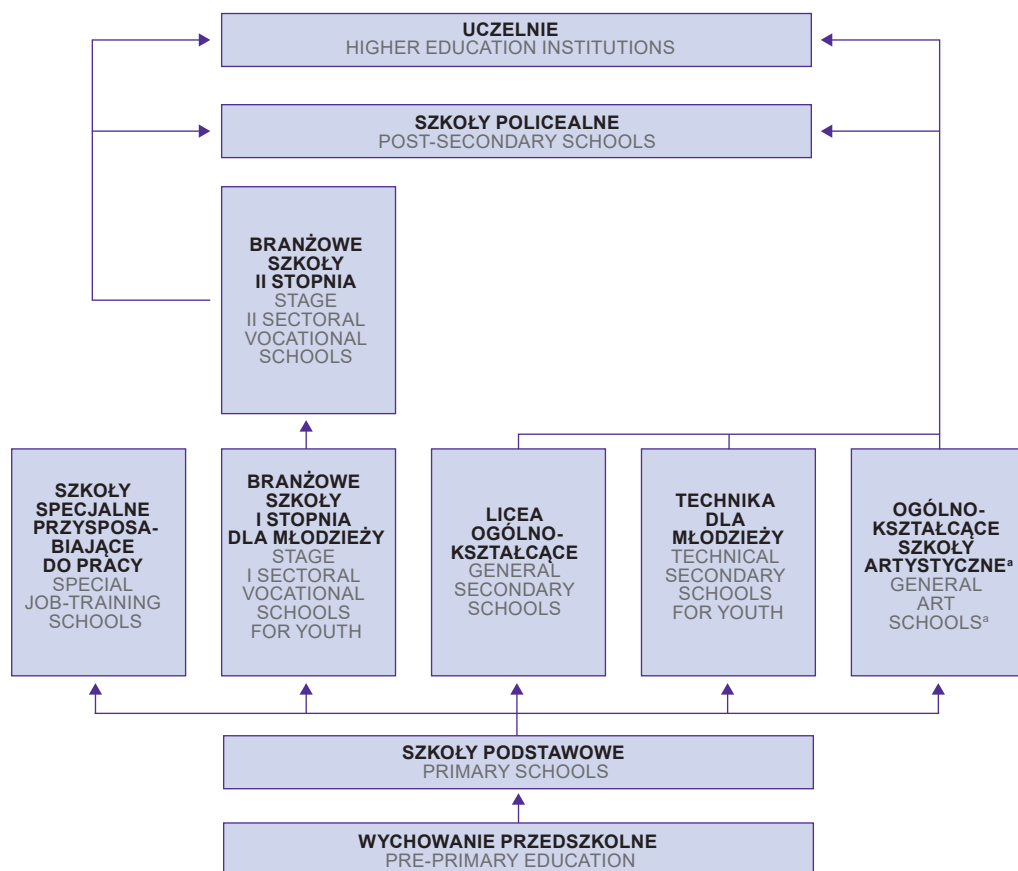 UCZELNIE
HIGHER EDUCATION INSTITUTIONS
SZKOŁY POLICEALNE
POST-SECONDARY SCHOOLS
BRANŻOWE
SZKOŁY
II STOPNIA
STAGE
II SECTORAL
VOCATIONAL
SCHOOLS
SZKOŁY
SPECJALNE
PRZYSPOSA-
BIAJĄCE
DO PRACY
SPECIAL
JOB-TRAINING
SCHOOLS
BRANŻOWE
SZKOŁY
I STOPNIA
DLA MŁODZIEŻY
STAGE
I SECTORAL
VOCATIONAL
SCHOOLS
FOR YOUTH
LICEA
OGÓLNO-
KSZTAŁCĄCE
GENERAL
SECONDARY
SCHOOLS
TECHNIKA
DLA
MŁODZIEŻY
TECHNICAL
SECONDARY
SCHOOLS
FOR YOUTH
OGÓLNO-
KSZTAŁCĄCE
SZKOŁY
ARTYSTYCZNEᵃ
GENERAL
ART
SCHOOLSᵃ
SZKOŁY PODSTAWOWE
PRIMARY SCHOOLS
WYCHOWANIE PRZEDSZKOLNE
PRE-PRIMARY EDUCATION